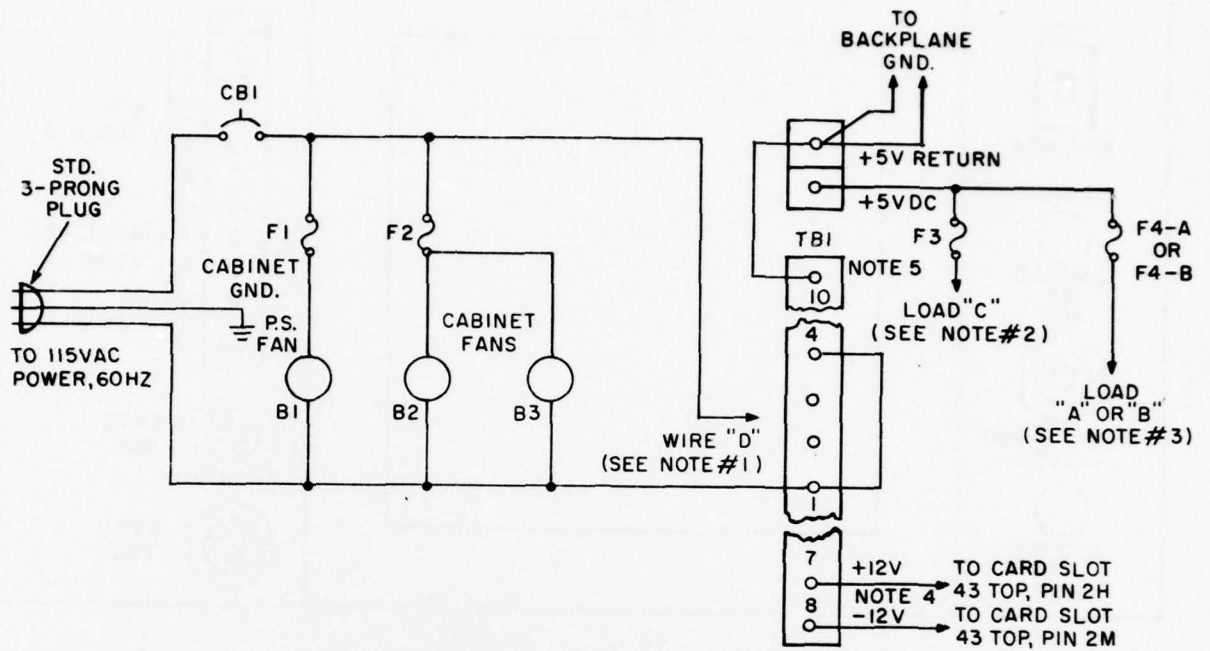 TO
BACKPLANE
GND.
CB1
STD.
3-PRONG
PLUG
+5V RETURN
+5VDC
F1
F2
F3
F4-A
OR
F4-B
TB1
NOTE 5
10
CABINET
GND.
P.S.
FAN
CABINET
FANS
LOAD "C"
(SEE NOTE #2)
4
TO 115VAC
POWER, 60HZ
B1
B2
B3
LOAD
"A" OR "B"
(SEE NOTE #3)
WIRE "D"
(SEE NOTE #1)
1
7
+12V
TO CARD SLOT
43 TOP, PIN 2H
NOTE 4
8
-12V
TO CARD SLOT
43 TOP, PIN 2M